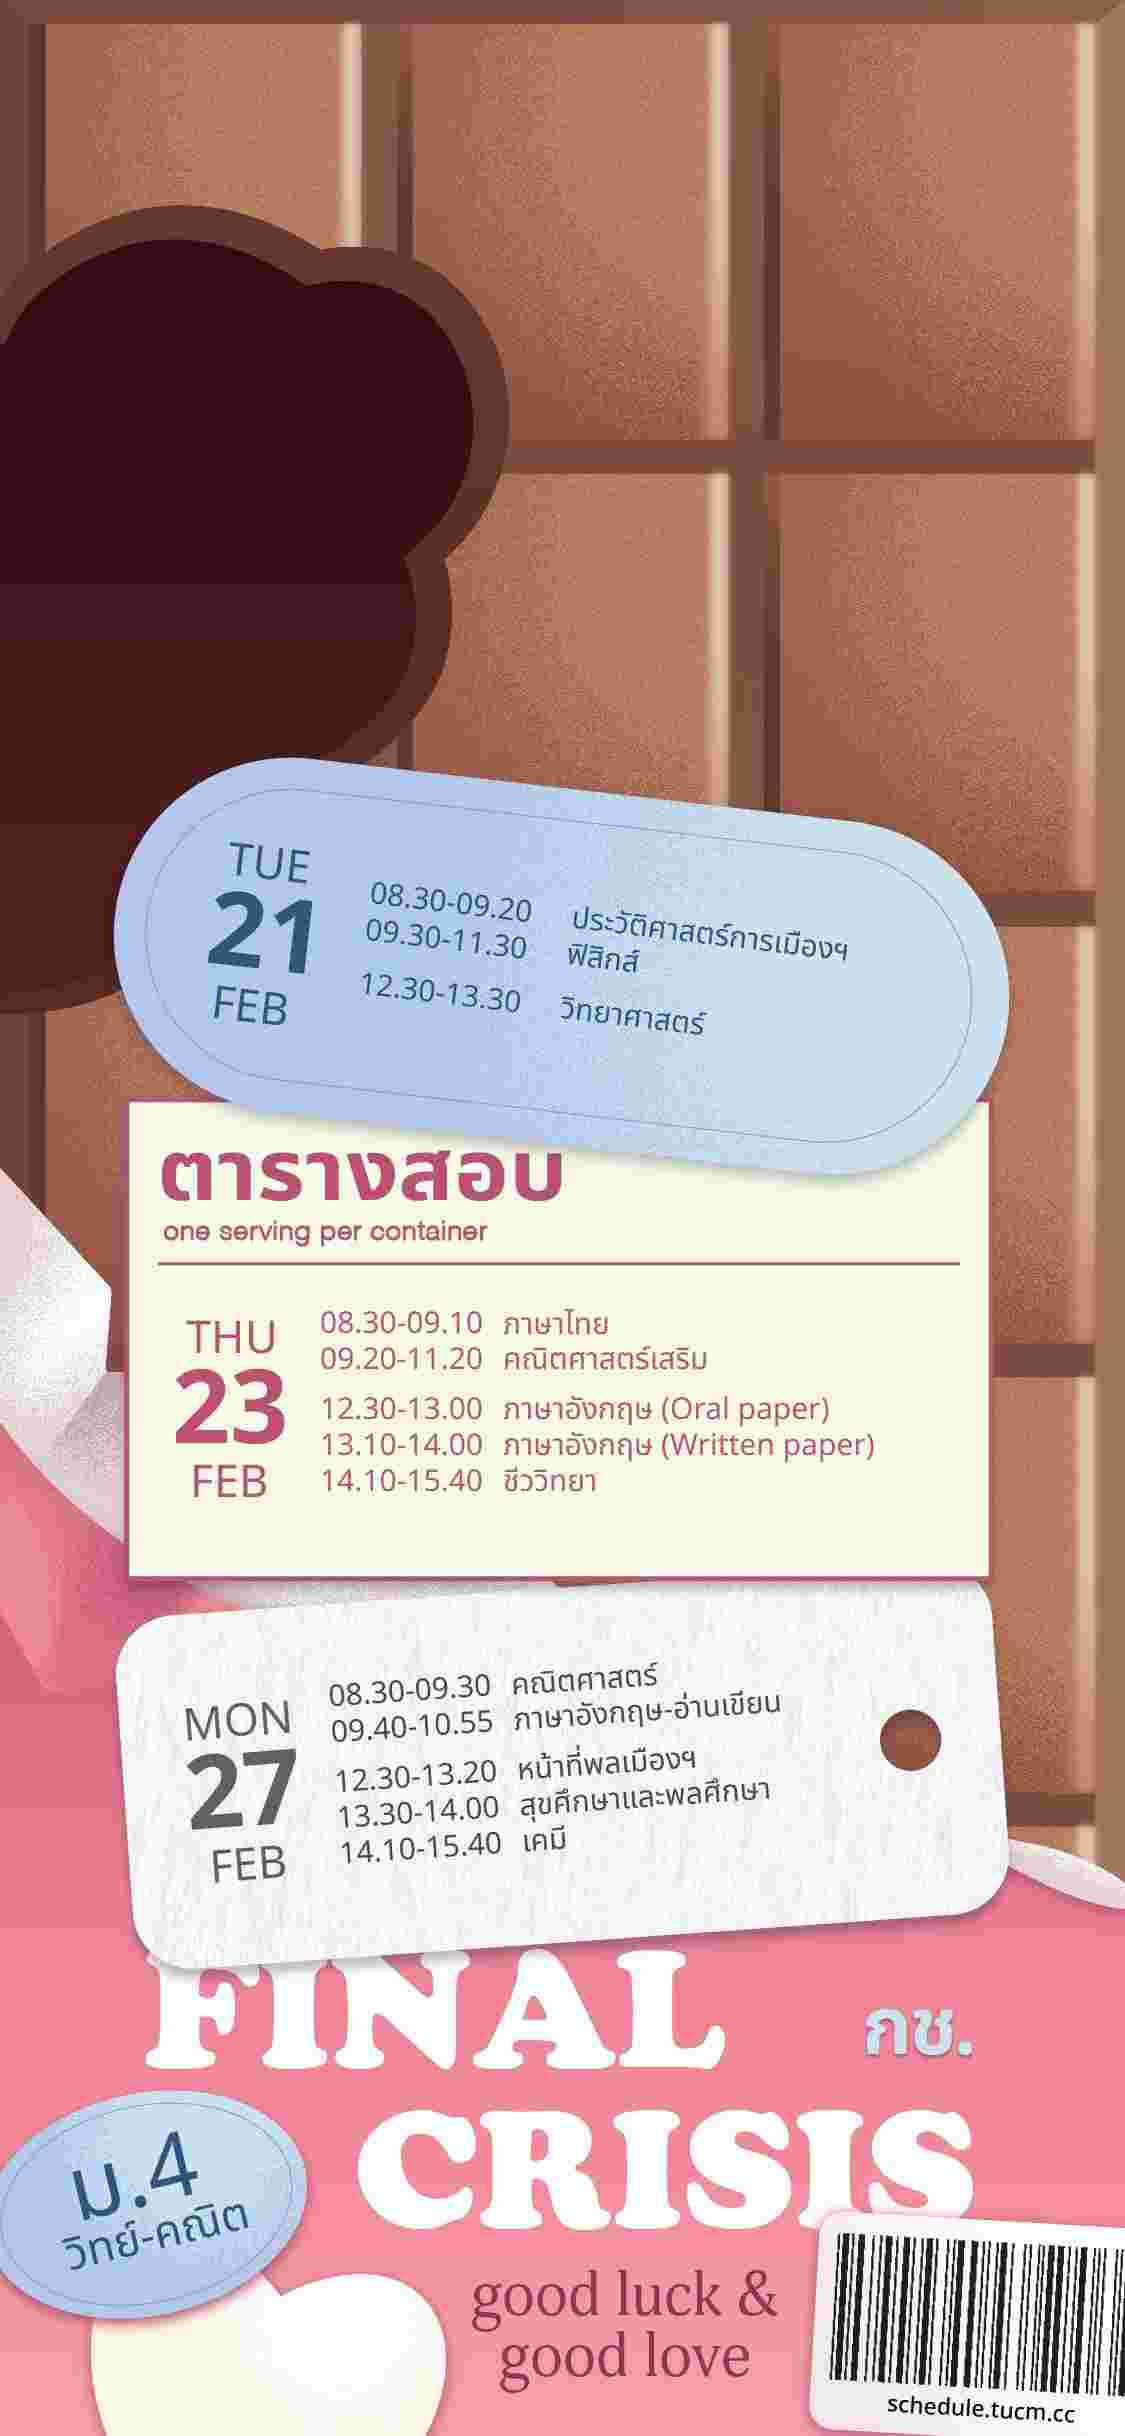 TUE
21
FEB
08.30-09.20 ประวัติศาสตร์การเมืองฯ
09.30-11.30 ฟิสิกส์
12.30-13.30 วิทยาศาสตร์
ตารางสอบ
one serving per container
THU
23
FEB
08.30-09.10 ภาษาไทย
09.20-11.20 คณิตศาสตร์เสริม
12.30-13.00 ภาษาอังกฤษ (Oral paper)
13.10-14.00 ภาษาอังกฤษ (Written paper)
14.10-15.40 ชีววิทยา
MON
27
FEB
08.30-09.30 คณิตศาสตร์
09.40-10.55 ภาษาอังกฤษ-อ่านเขียน
12.30-13.20 หน้าที่พลเมืองฯ
13.30-14.00 สุขศึกษาและพลศึกษา
14.10-15.40 เคมี
FINAL
กช.
CRISIS
ม.4
วิทย์-คณิต
good luck &
good love
schedule.tucm.cc